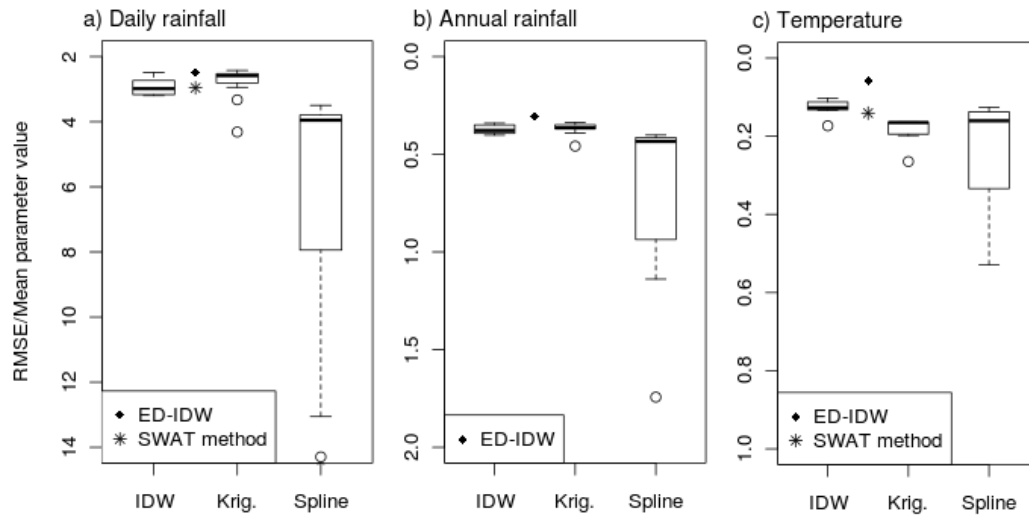 a) Daily rainfall
b) Annual rainfall
c) Temperature
RMSE/Mean parameter value
2
4
6
8
10
12
14
ED-IDW
SWAT method
IDW Krig. Spline
0.0
0.5
1.0
1.5
2.0
ED-IDW
IDW Krig. Spline
0.0
0.2
0.4
0.6
0.8
1.0
ED-IDW
SWAT method
IDW Krig. Spline